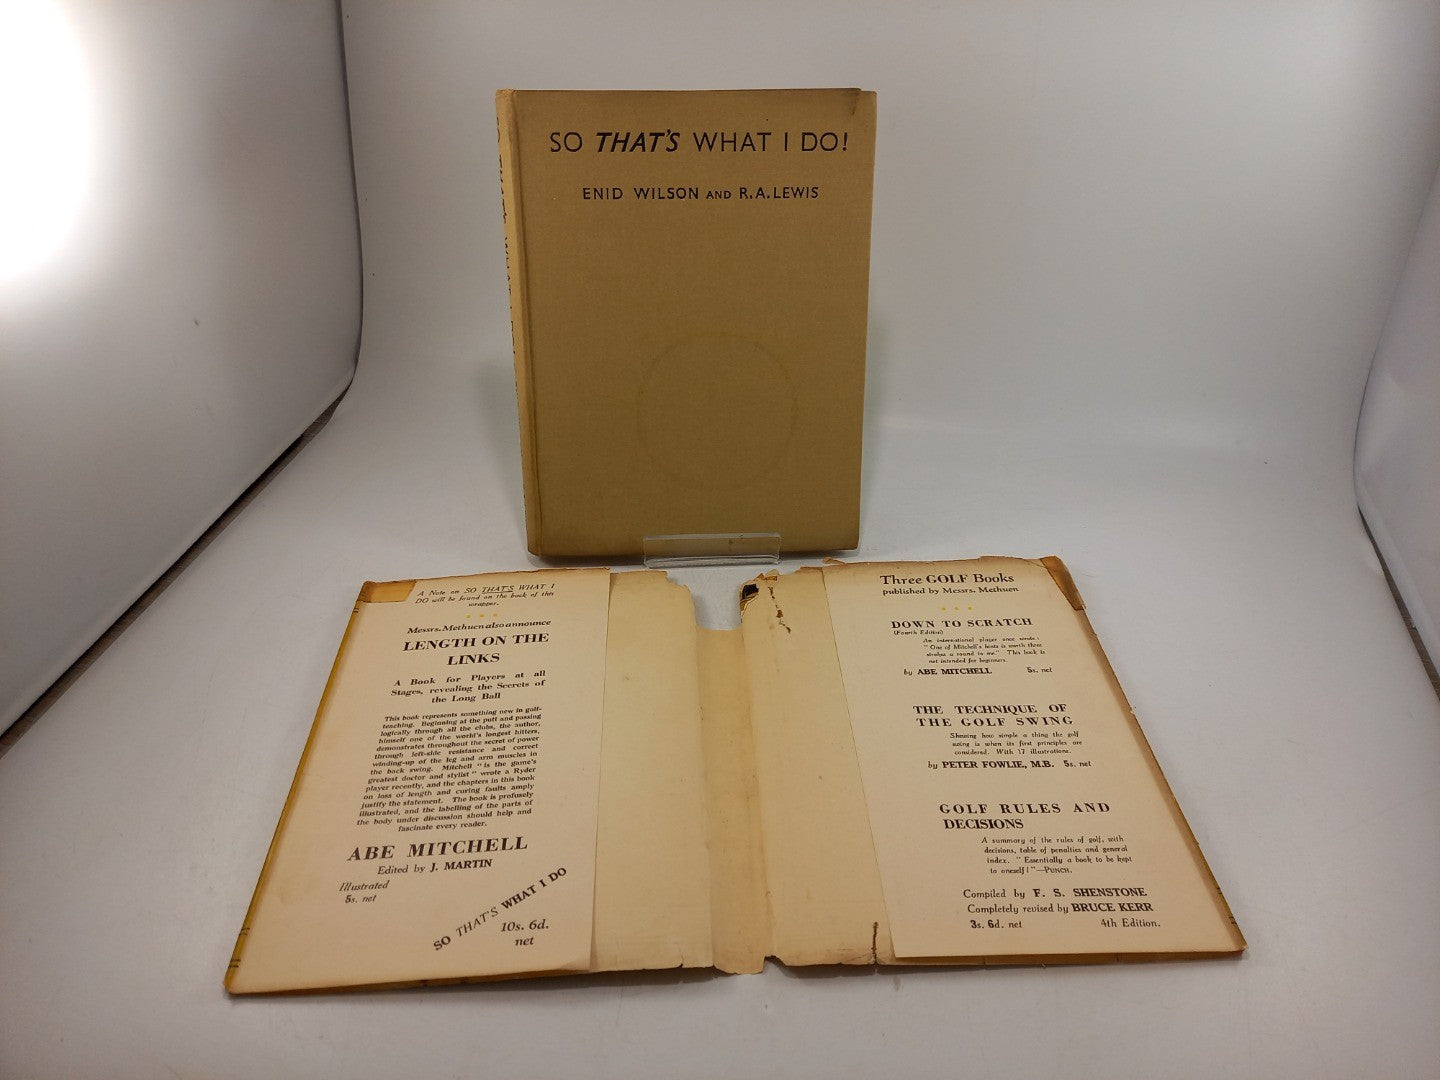 SO THAT'S WHAT I DO!
ENID WILSON AND R.A.LEWIS
A Note on SO THAT'S WHAT I
DO will be found on the back of this
wrapper.
Messrs. Methuen also announce
LENGTH ON THE
LINKS
A Book for Players at all
Stages, revealing the Secrets of
the Long Ball
This book represents something new in golf-
teaching. Beginning at the putt and passing
logically through all the clubs, the author,
himself one of the world's longest hitters,
demonstrates throughout the secret of power
through left-side resistance and correct
winding-up of the leg and arm muscles in
the back swing. Mitchell "is the game's
greatest doctor and stylist" wrote a Ryder
player recently, and the chapters in this book
on loss of length and curing faults amply
justify the statement. The book is profusely
illustrated, and the labelling of the parts of
the body under discussion should help and
fascinate every reader.
ABE MITCHELL
Edited by J. MARTIN
Illustrated
5s. net
SO THAT'S WHAT I DO
10s. 6d.
net
Three GOLF Books
published by Messrs. Methuen
DOWN TO SCRATCH
(Fourth Edition)
An international player once wrote:
"One of Mitchell's hints is worth three
strokes a round to me." This book is
not intended for beginners.
by ABE MITCHELL 5s. net
THE TECHNIQUE OF
THE GOLF SWING
Showing how simple a thing the golf
swing is when its first principles are
considered. With 17 illustrations.
by PETER FOWLIE, M.B. 5s. net
GOLF RULES AND
DECISIONS
A summary of the rules of golf, with
decisions, table of penalties and general
index. "Essentially a book to be kept
to oneself!"—PUNCH.
Compiled by F. S. SHENSTONE
Completely revised by BRUCE KERR
3s. 6d. net 4th Edition.